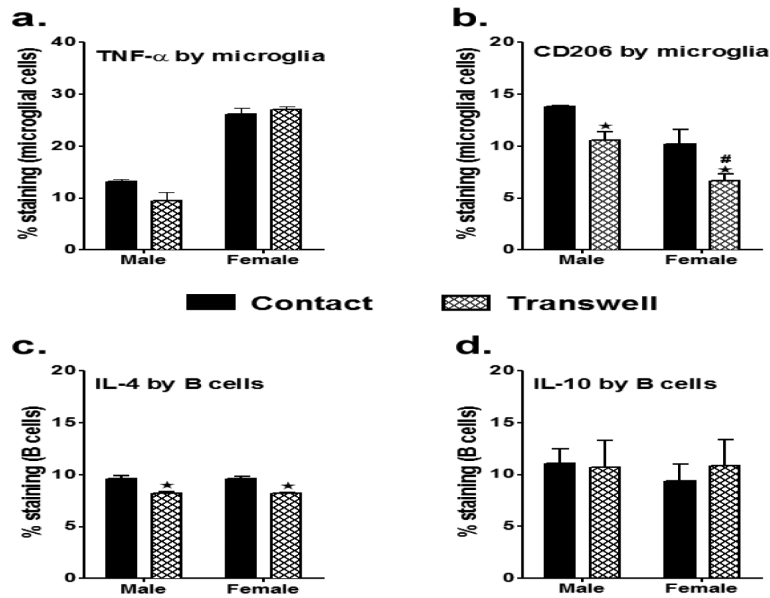 a.
TNF-α by microglia
% staining (microglial cells)
40
30
20
10
0
Male Female
b.
CD206 by microglia
% staining (microglial cells)
20
15
10
5
0
★
#
★
Male Female
Contact Transwell
c.
IL-4 by B cells
% staining (B cells)
20
15
10
5
0
★ ★
Male Female
d.
IL-10 by B cells
% staining (B cells)
20
15
10
5
0
Male Female